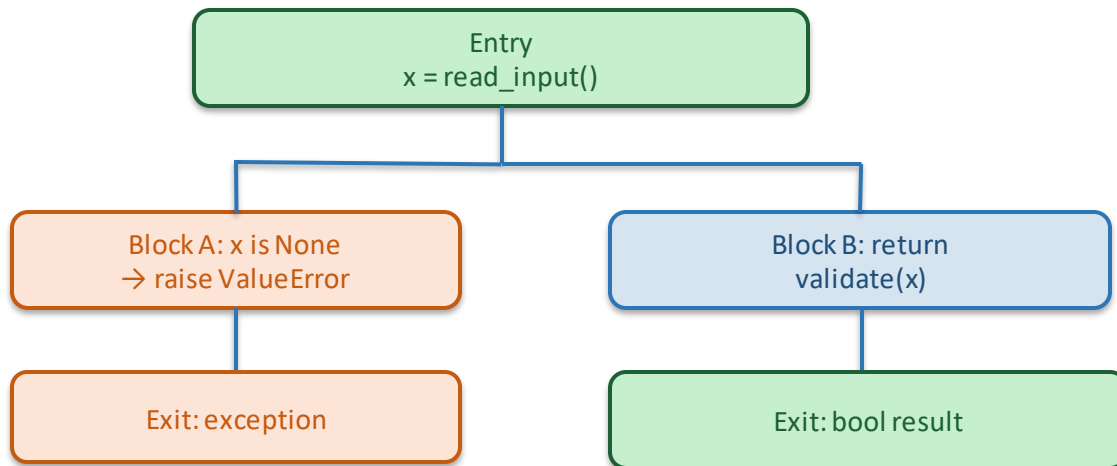 Entry
x = read_input()
Block A: x is None
→ raise ValueError
Block B: return
validate(x)
Exit: exception
Exit: bool result